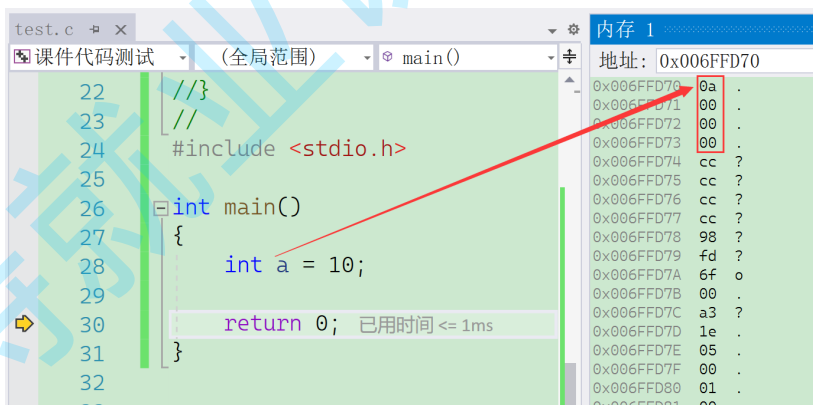 test.c
课件代码测试 (全局范围) main()
22 //}
23 //
24 #include <stdio.h>
25
26 int main()
27 {
28 int a = 10;
29
30 return 0; 已用时间 <= 1ms
31 }
32
内存 1
地址: 0x006FFD70
0x006FFD70 0a .
0x006FFD71 00 .
0x006FFD72 00 .
0x006FFD73 00 .
0x006FFD74 cc ?
0x006FFD75 cc ?
0x006FFD76 cc ?
0x006FFD77 cc ?
0x006FFD78 98 ?
0x006FFD79 fd ?
0x006FFD7A 6f o
0x006FFD7B 00 .
0x006FFD7C a3 ?
0x006FFD7D 1e .
0x006FFD7E 05 .
0x006FFD7F 00 .
0x006FFD80 01 .
就业